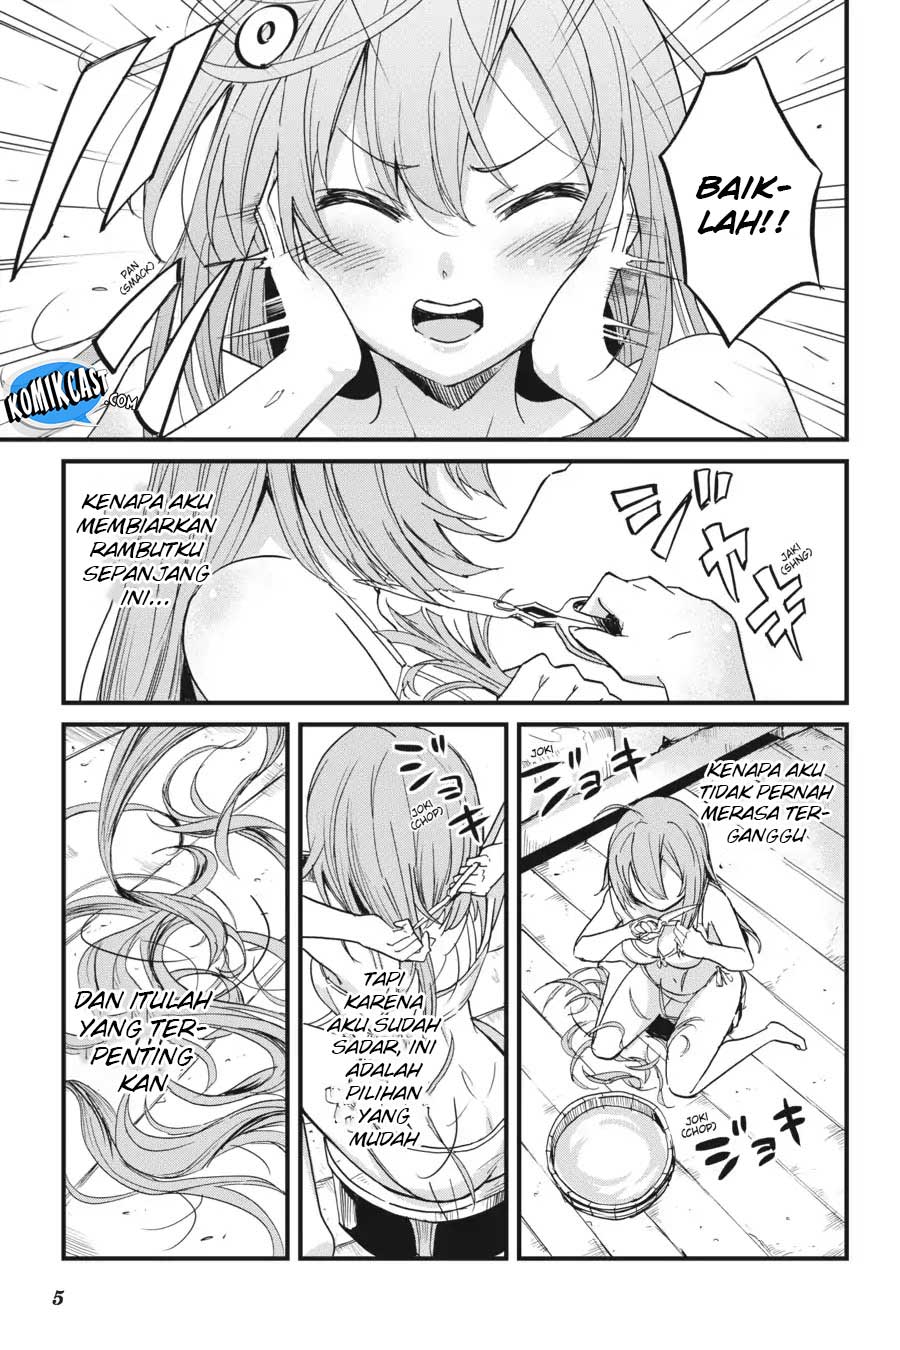 BAIK-
LAH!!
PAN
(SMACK)
KOMIKCAST
.COM
KENAPA AKU
MEMBIARKAN
RAMBUTKU
SEPANJANG
INI...
ジャキ
JAKI
(SHNG)
KENAPA AKU
TIDAK PERNAH
MERASA TER-
GANGGU
JOKI
ジョキ
JOKI
(CHOP)
ジョキ
JOKI
(CHOP)
ジョキ
TAPI
KARENA
AKU SUDAH
SADAR, INI
ADALAH
PILIHAN
YANG
MUDAH
DAN ITULAH
YANG TER-
PENTING
KAN
5